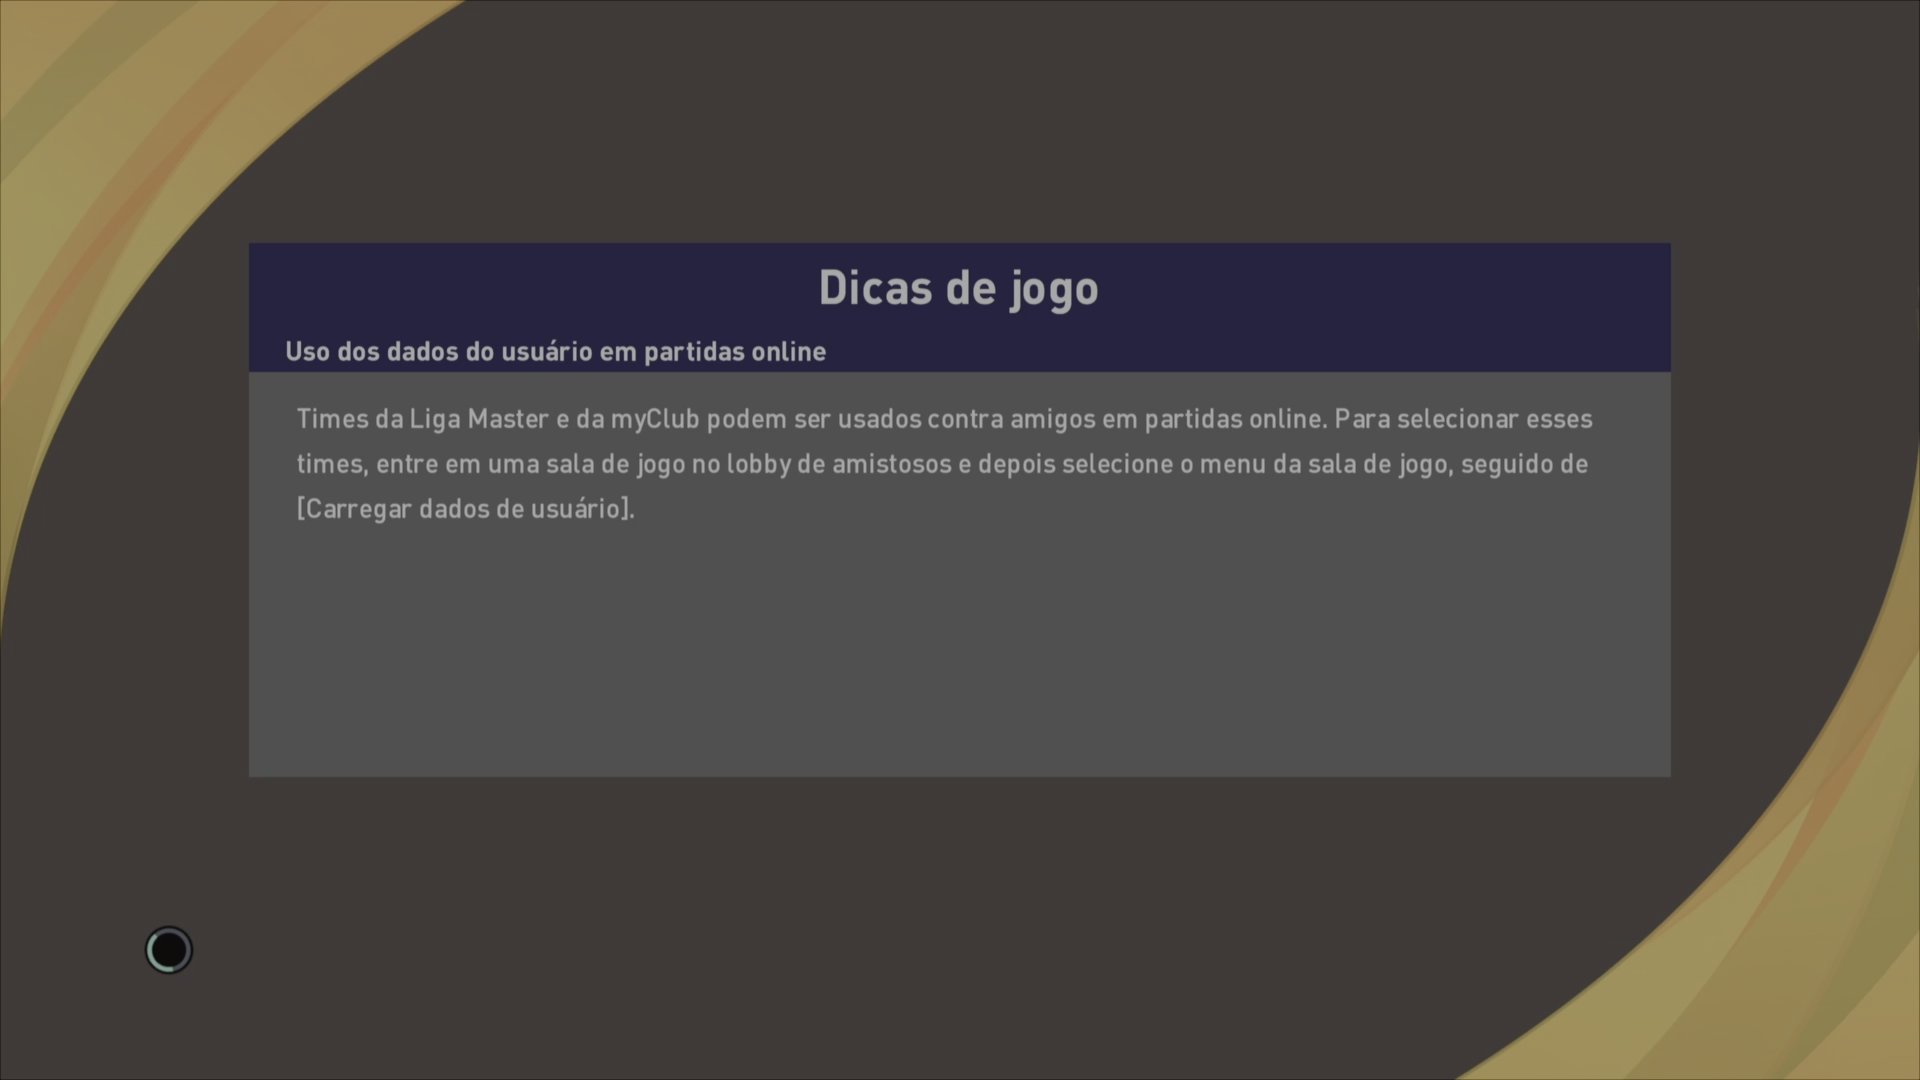 Dicas de jogo
Uso dos dados do usuário em partidas online
Times da Liga Master e da myClub podem ser usados contra amigos em partidas online. Para selecionar esses
times, entre em uma sala de jogo no lobby de amistosos e depois selecione o menu da sala de jogo, seguido de
[Carregar dados de usuário].